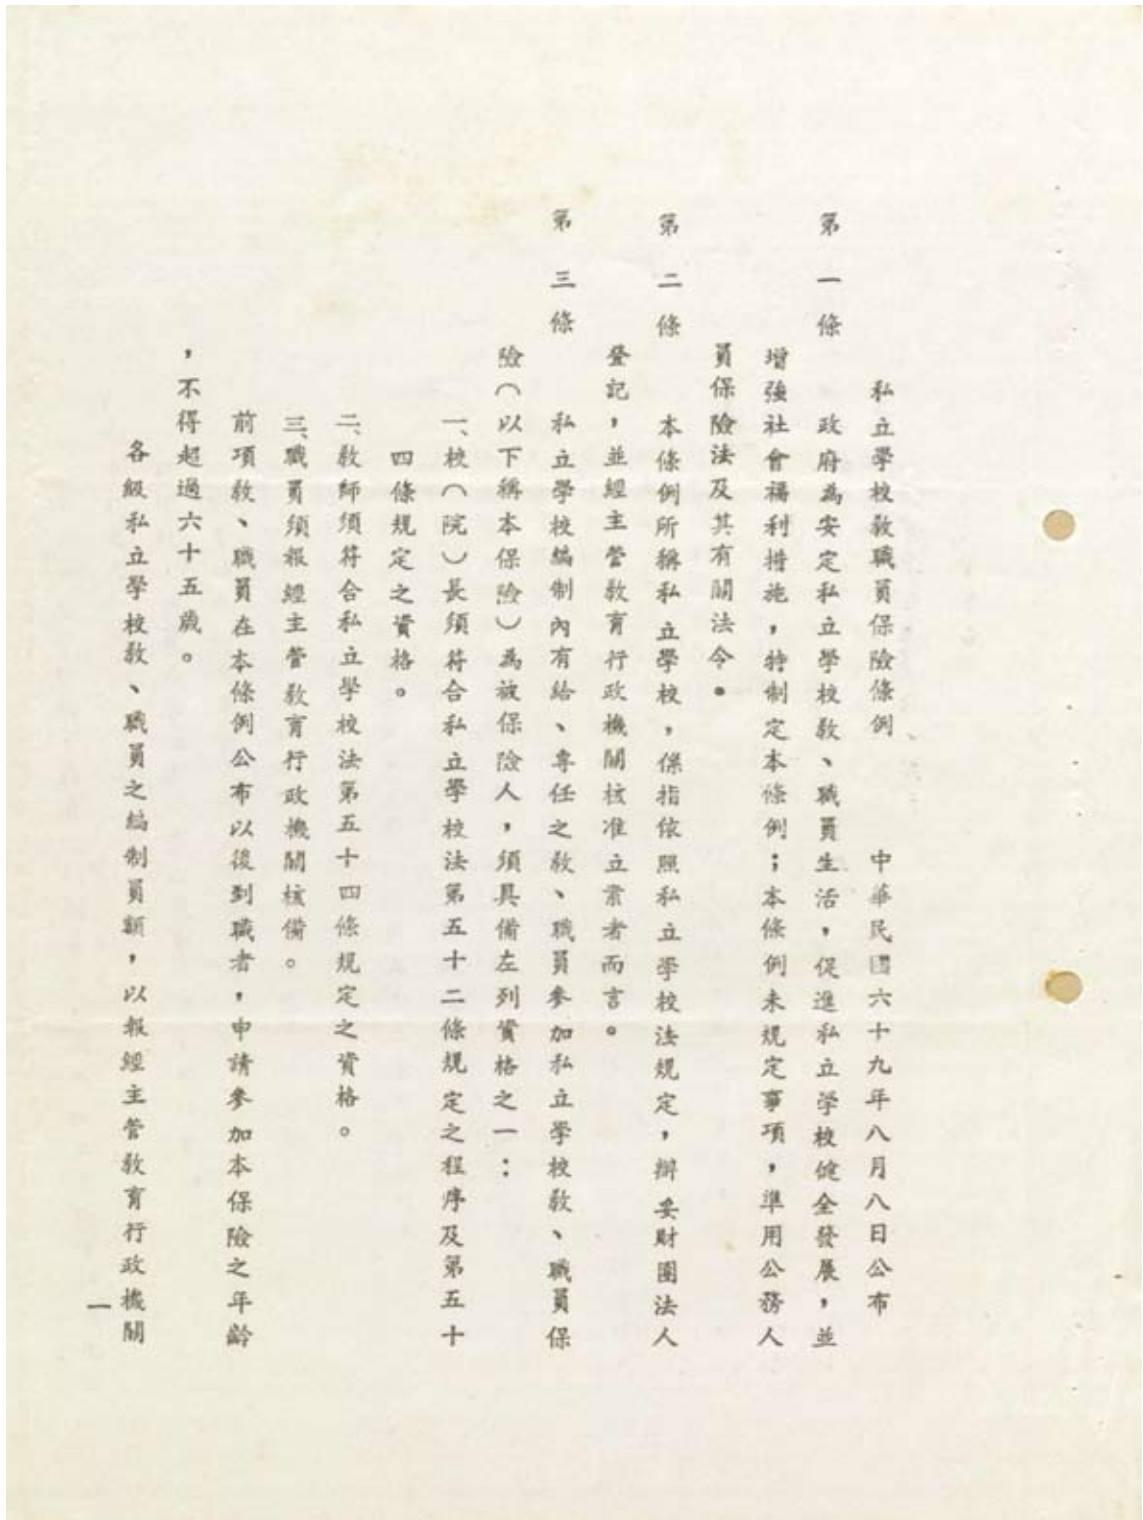 私立學校教職員保險條例　中華民國六十九年八月八日公布
第一條　政府為安定私立學校教、職員生活，促進私立學校健全發展，並
增強社會福利措施，特制定本條例；本條例未規定事項，準用公務人
員保險法及其有關法令。
第二條　本條例所稱私立學校，係指依照私立學校法規定，辦妥財團法人
登記，並經主管教育行政機關核准立案者而言。
第三條　私立學校編制內有給、專任之教、職員參加私立學校教、職員保
險（以下稱本保險）為被保險人，須具備左列資格之一：
一、校（院）長須符合私立學校法第五十二條規定之程序及第五十
四條規定之資格。
二、教師須符合私立學校法第五十四條規定之資格。
三、職員須報經主管教育行政機關核備。
前項教、職員在本條例公布以後到職者，申請參加本保險之年齡
，不得超過六十五歲。
各級私立學校教、職員之編制員額，以報經主管教育行政機關
一